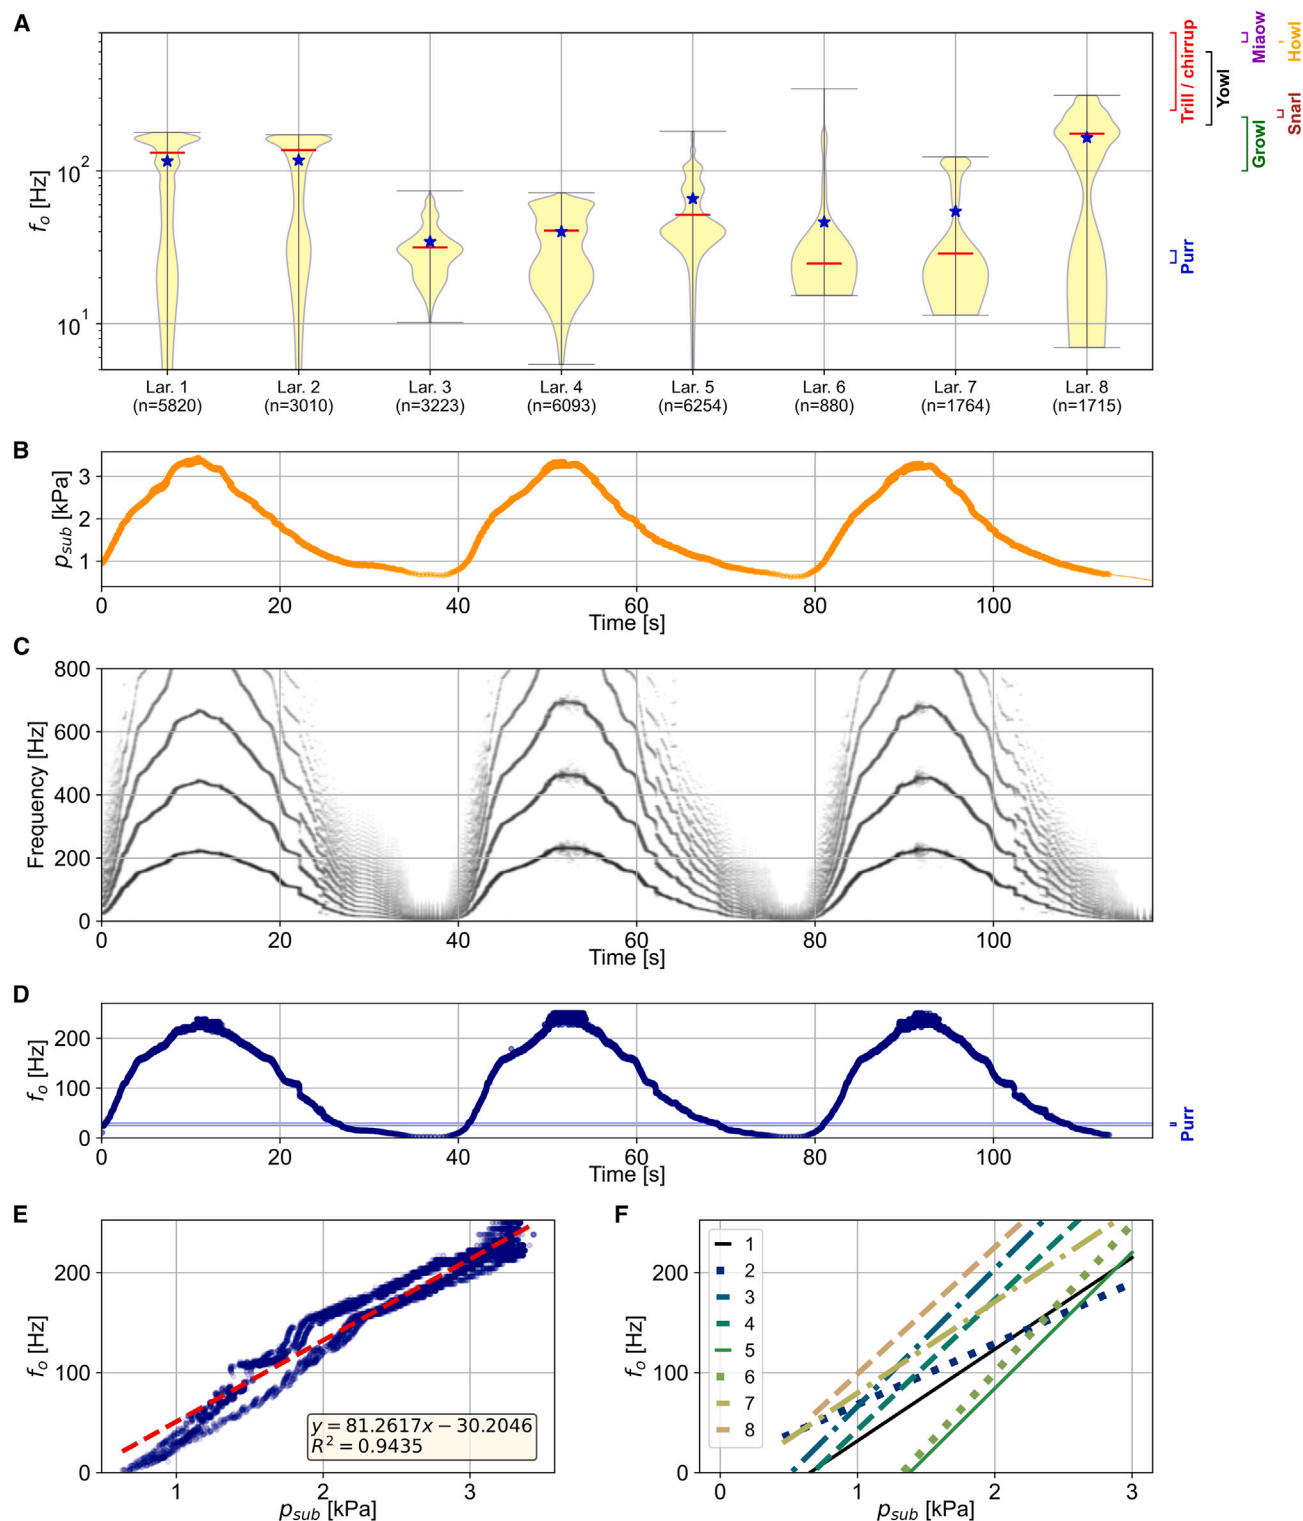 A
Trill / chirrup
Yowl
Miaow
Howl
Growl
Snarl
Purr
f_o [Hz]
10^2
10^1
Lar. 1 Lar. 2 Lar. 3 Lar. 4 Lar. 5 Lar. 6 Lar. 7 Lar. 8
(n=5820) (n=3010) (n=3223) (n=6093) (n=6254) (n=880) (n=1764) (n=1715)
B
p_sub [kPa]
3
2
1
0 20 40 60 80 100
Time [s]
C
Frequency [Hz]
800
600
400
200
0
0 20 40 60 80 100
Time [s]
D
f_o [Hz]
200
100
0
Purr
0 20 40 60 80 100
Time [s]
E
f_o [Hz]
200
100
0
y = 81.2617x − 30.2046
R² = 0.9435
1 2 3
p_sub [kPa]
F
f_o [Hz]
200
100
0
1
2
3
4
5
6
7
8
0 1 2 3
p_sub [kPa]